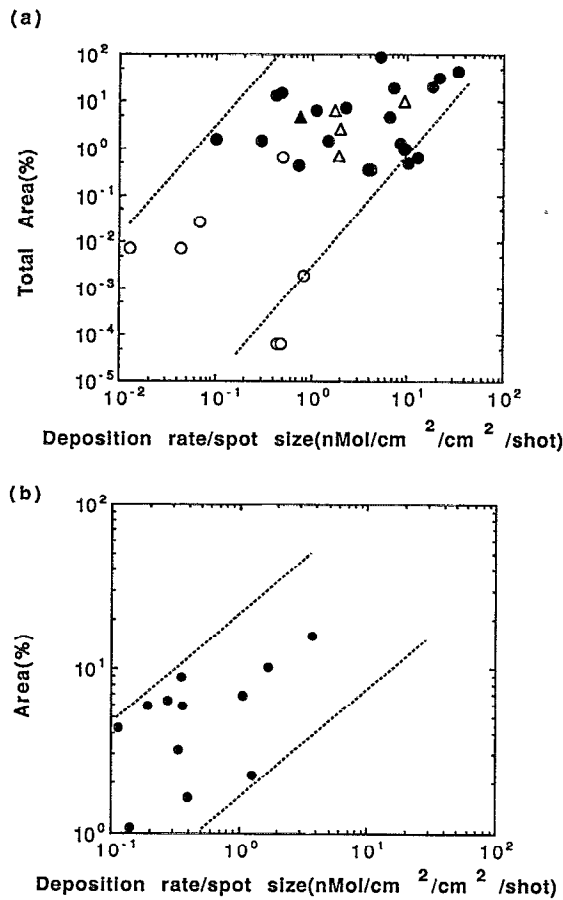 (a)
10^2
10^1
10^0
10^-1
10^-2
10^-3
10^-4
10^-5
Total Area(%)
10^-2 10^-1 10^0 10^1 10^2
Deposition rate/spot size(nMol/cm^2/cm^2/shot)
(b)
10^2
10^1
10^0
Area(%)
10^-1 10^0 10^1 10^2
Deposition rate/spot size(nMol/cm^2/cm^2/shot)